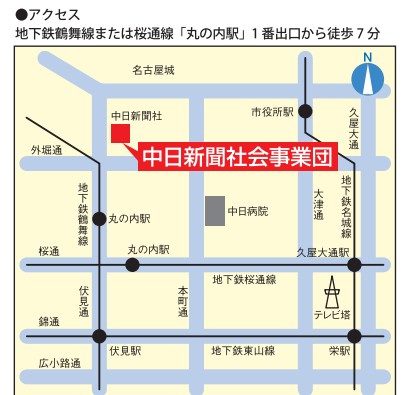 ●アクセス
地下鉄鶴舞線または桜通線「丸の内駅」1番出口から徒歩7分
名古屋城
N
中日新聞社
市役所駅
久屋大通
外堀通
中日新聞社会事業団
地下鉄鶴舞線
丸の内駅
中日病院
大津通
地下鉄名城線
桜通
丸の内駅
久屋大通駅
地下鉄桜通線
伏見通
本町通
テレビ塔
錦通
伏見駅
地下鉄東山線
栄駅
広小路通